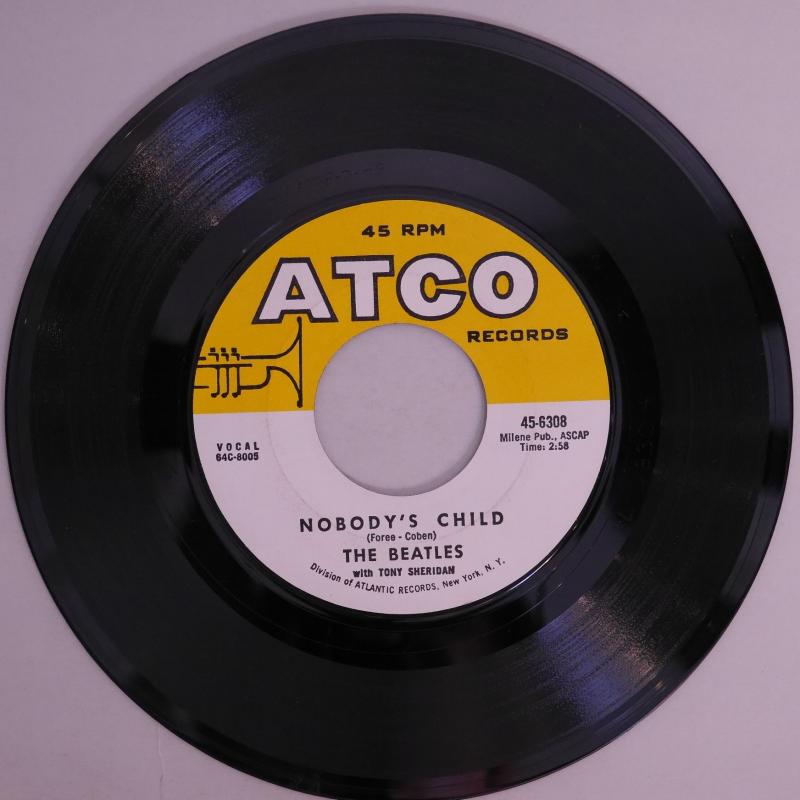 45 RPM
ATCO
RECORDS
VOCAL
64C-8005
45-6308
Milene Pub., ASCAP
Time: 2:58
NOBODY'S CHILD
(Foree - Coben)
THE BEATLES
with TONY SHERIDAN
Division of ATLANTIC RECORDS, New York, N. Y.